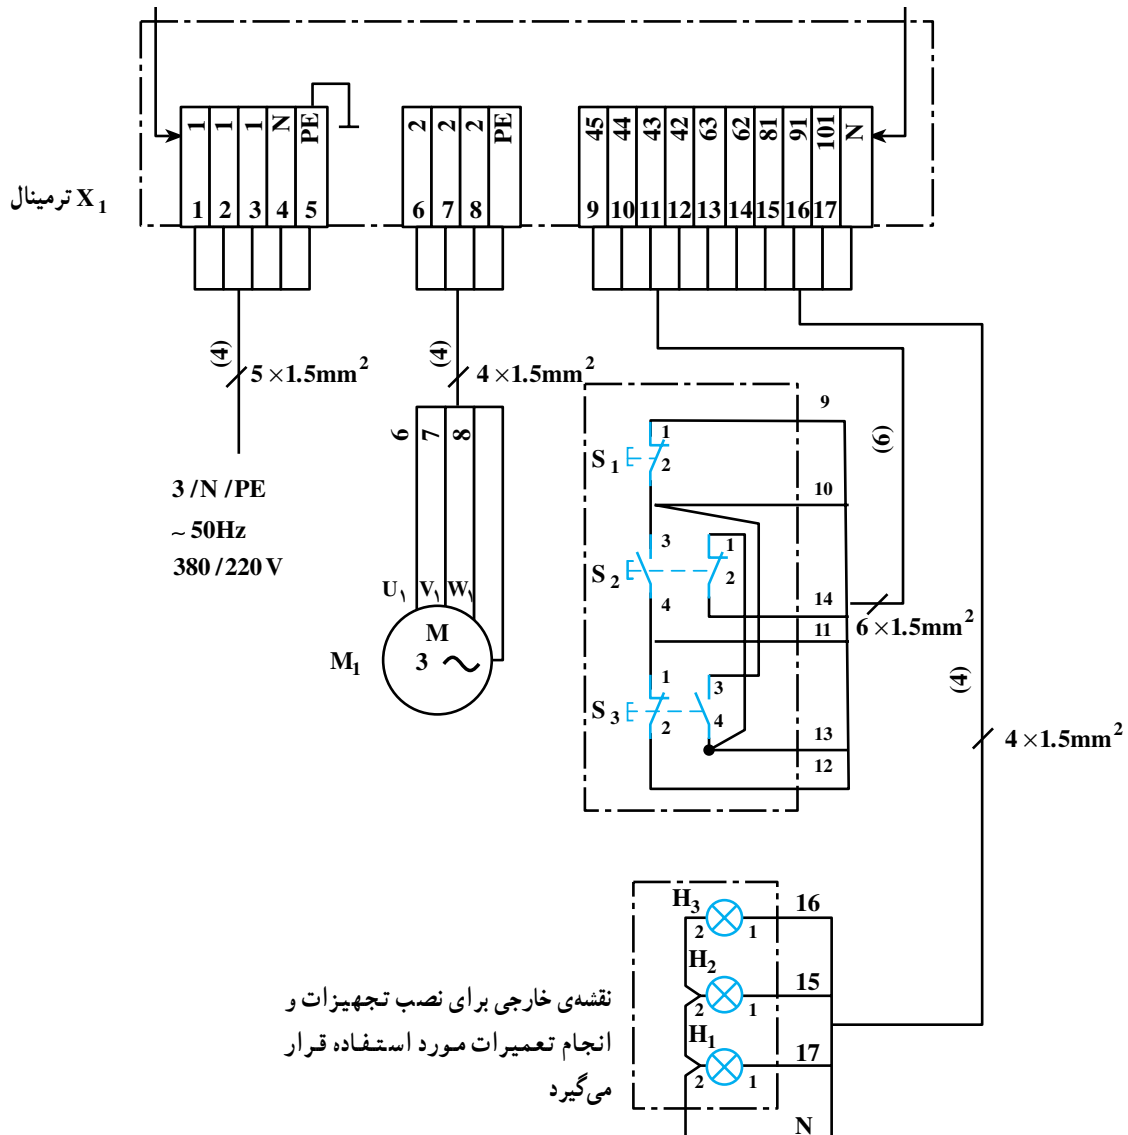 1 1 1 N PE
2 2 2 PE
45 44 43 42 63 62 81 91 101 N
ترمینال X1
1 2 3 4 5
6 7 8
9 10 11 12 13 14 15 16 17
(4)
5×1.5mm²
(4)
4×1.5mm²
(6)
9
1
S1
2
6
7
8
3/N/PE
~50Hz
380/220V
10
3
1
S2
2
4
14
6×1.5mm²
11
U۱ V۱ W۱
M
3
M1
1
3
S3
2
4
13
12
(4)
4×1.5mm²
H3
16
2
1
H2
15
2
1
H1
17
2
1
N
نقشه‌ی خارجی برای نصب تجهیزات و
انجام تعمیرات مورد استفاده قرار
می‌گیرد